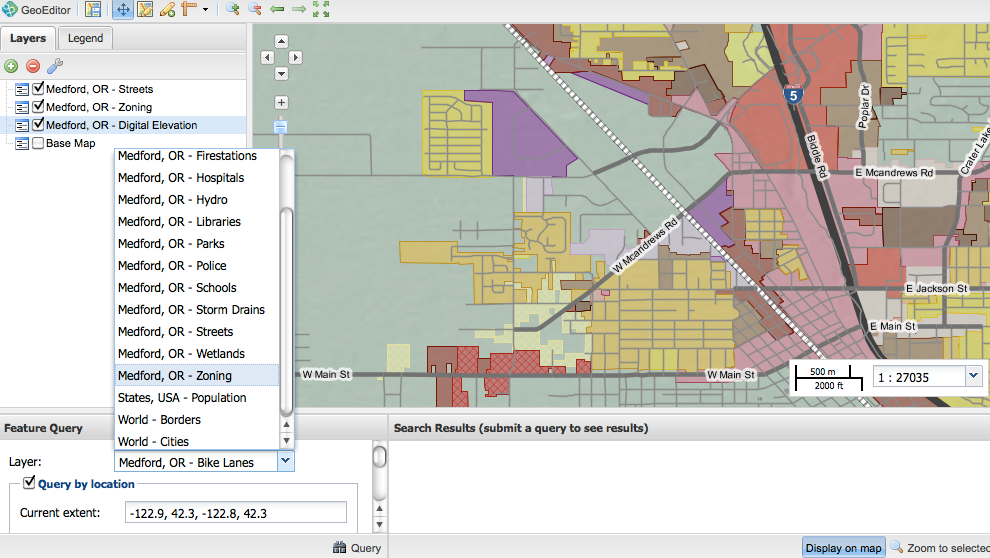 GeoEditor
Layers
Legend
Medford, OR - Streets
Medford, OR - Zoning
Medford, OR - Digital Elevation
Base Map
Medford, OR - Firestations
Medford, OR - Hospitals
Medford, OR - Hydro
Medford, OR - Libraries
Medford, OR - Parks
Medford, OR - Police
Medford, OR - Schools
Medford, OR - Storm Drains
Medford, OR - Streets
Medford, OR - Wetlands
Medford, OR - Zoning
States, USA - Population
World - Borders
World - Cities
5
Poplar Dr
Biddle Rd
Crater Lake
E Mcandrews Rd
W Mcandrews Rd
E Jackson St
E Main St
W Main St
W Main St
500 m
2000 ft
1 : 27035
Feature Query
Layer:
Medford, OR - Bike Lanes
Query by location
Current extent:
-122.9, 42.3, -122.8, 42.3
Query
Search Results (submit a query to see results)
Display on map
Zoom to selected